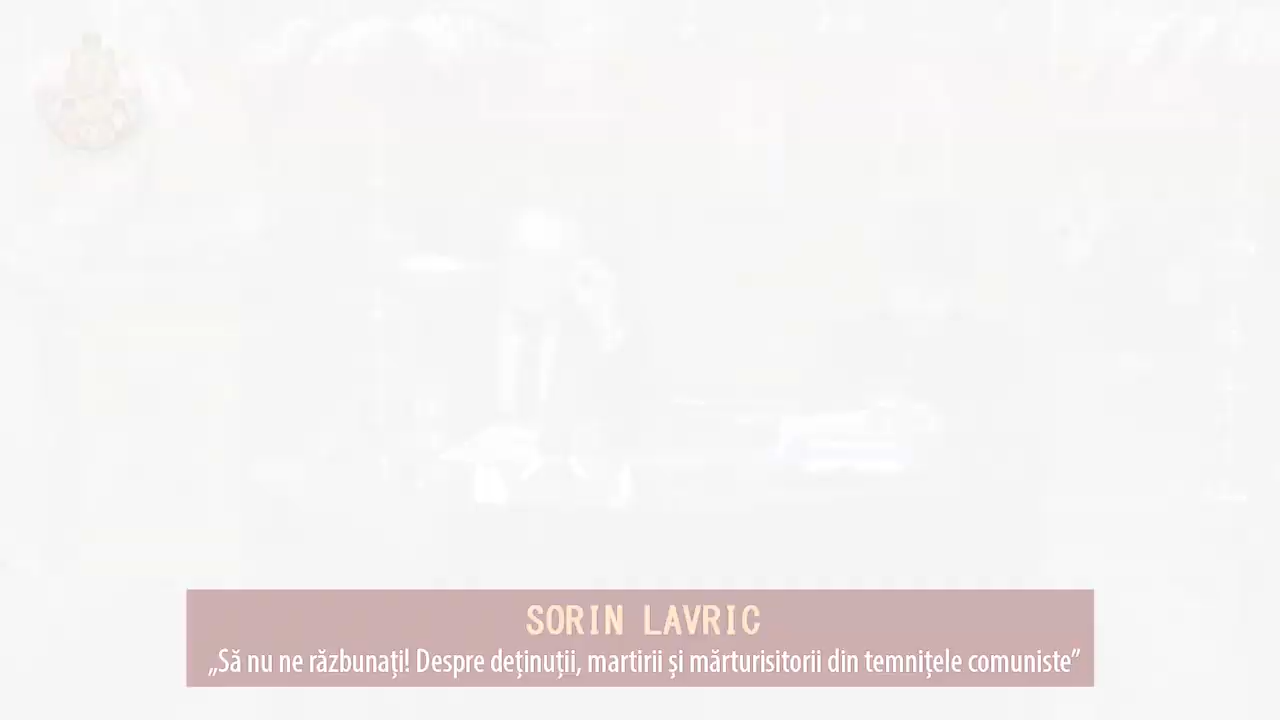 SORIN LAVRIC
„Să nu ne răzbunați! Despre deținuții, martirii și mărturisitorii din temnițele comuniste”